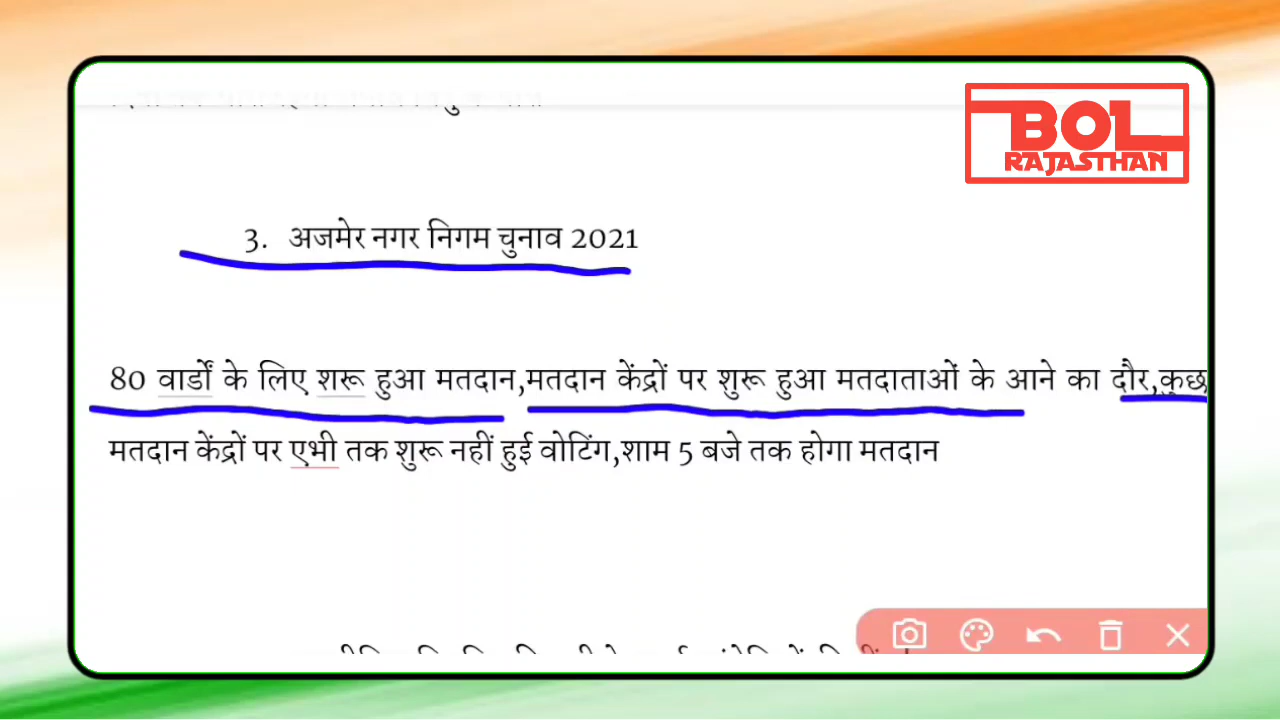 BOL
RAJASTHAN
3. अजमेर नगर निगम चुनाव 2021
80 वार्डों के लिए शरू हुआ मतदान,मतदान केंद्रों पर शुरू हुआ मतदाताओं के आने का दौर,कुछ
मतदान केंद्रों पर एभी तक शुरू नहीं हुई वोटिंग,शाम 5 बजे तक होगा मतदान